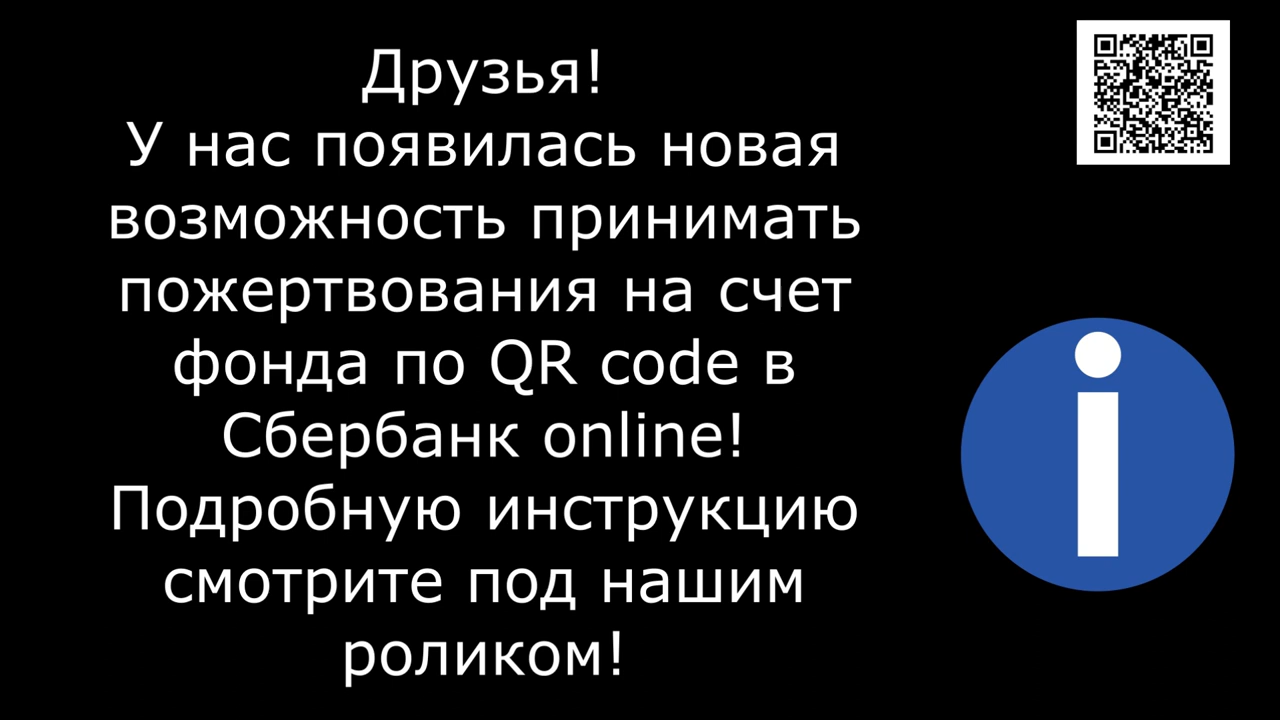 Друзья!
У нас появилась новая
возможность принимать
пожертвования на счет
фонда по QR code в
Сбербанк online!
Подробную инструкцию
смотрите под нашим
роликом!
i